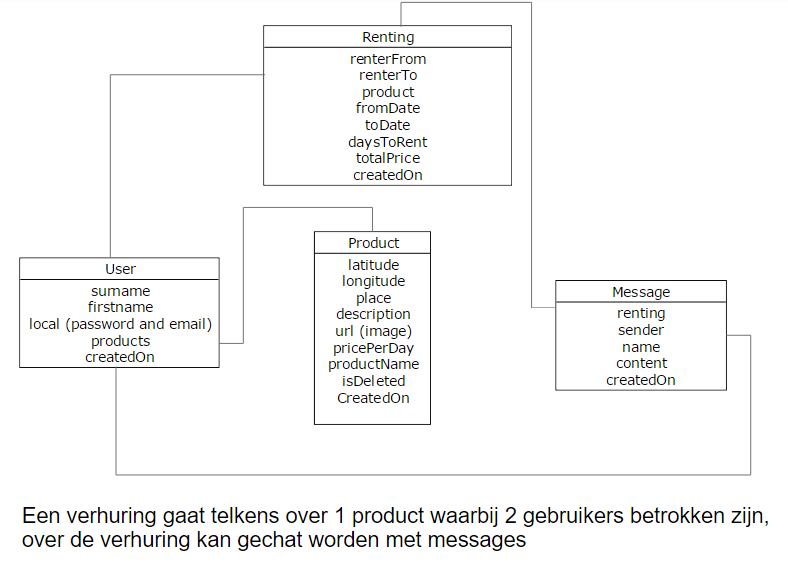 Renting
renterFrom
renterTo
product
fromDate
toDate
daysToRent
totalPrice
createdOn
User
surname
firstname
local (password and email)
products
createdOn
Product
latitude
longitude
place
description
url (image)
pricePerDay
productName
isDeleted
CreatedOn
Message
renting
sender
name
content
createdOn
Een verhuring gaat telkens over 1 product waarbij 2 gebruikers betrokken zijn,
over de verhuring kan gechat worden met messages